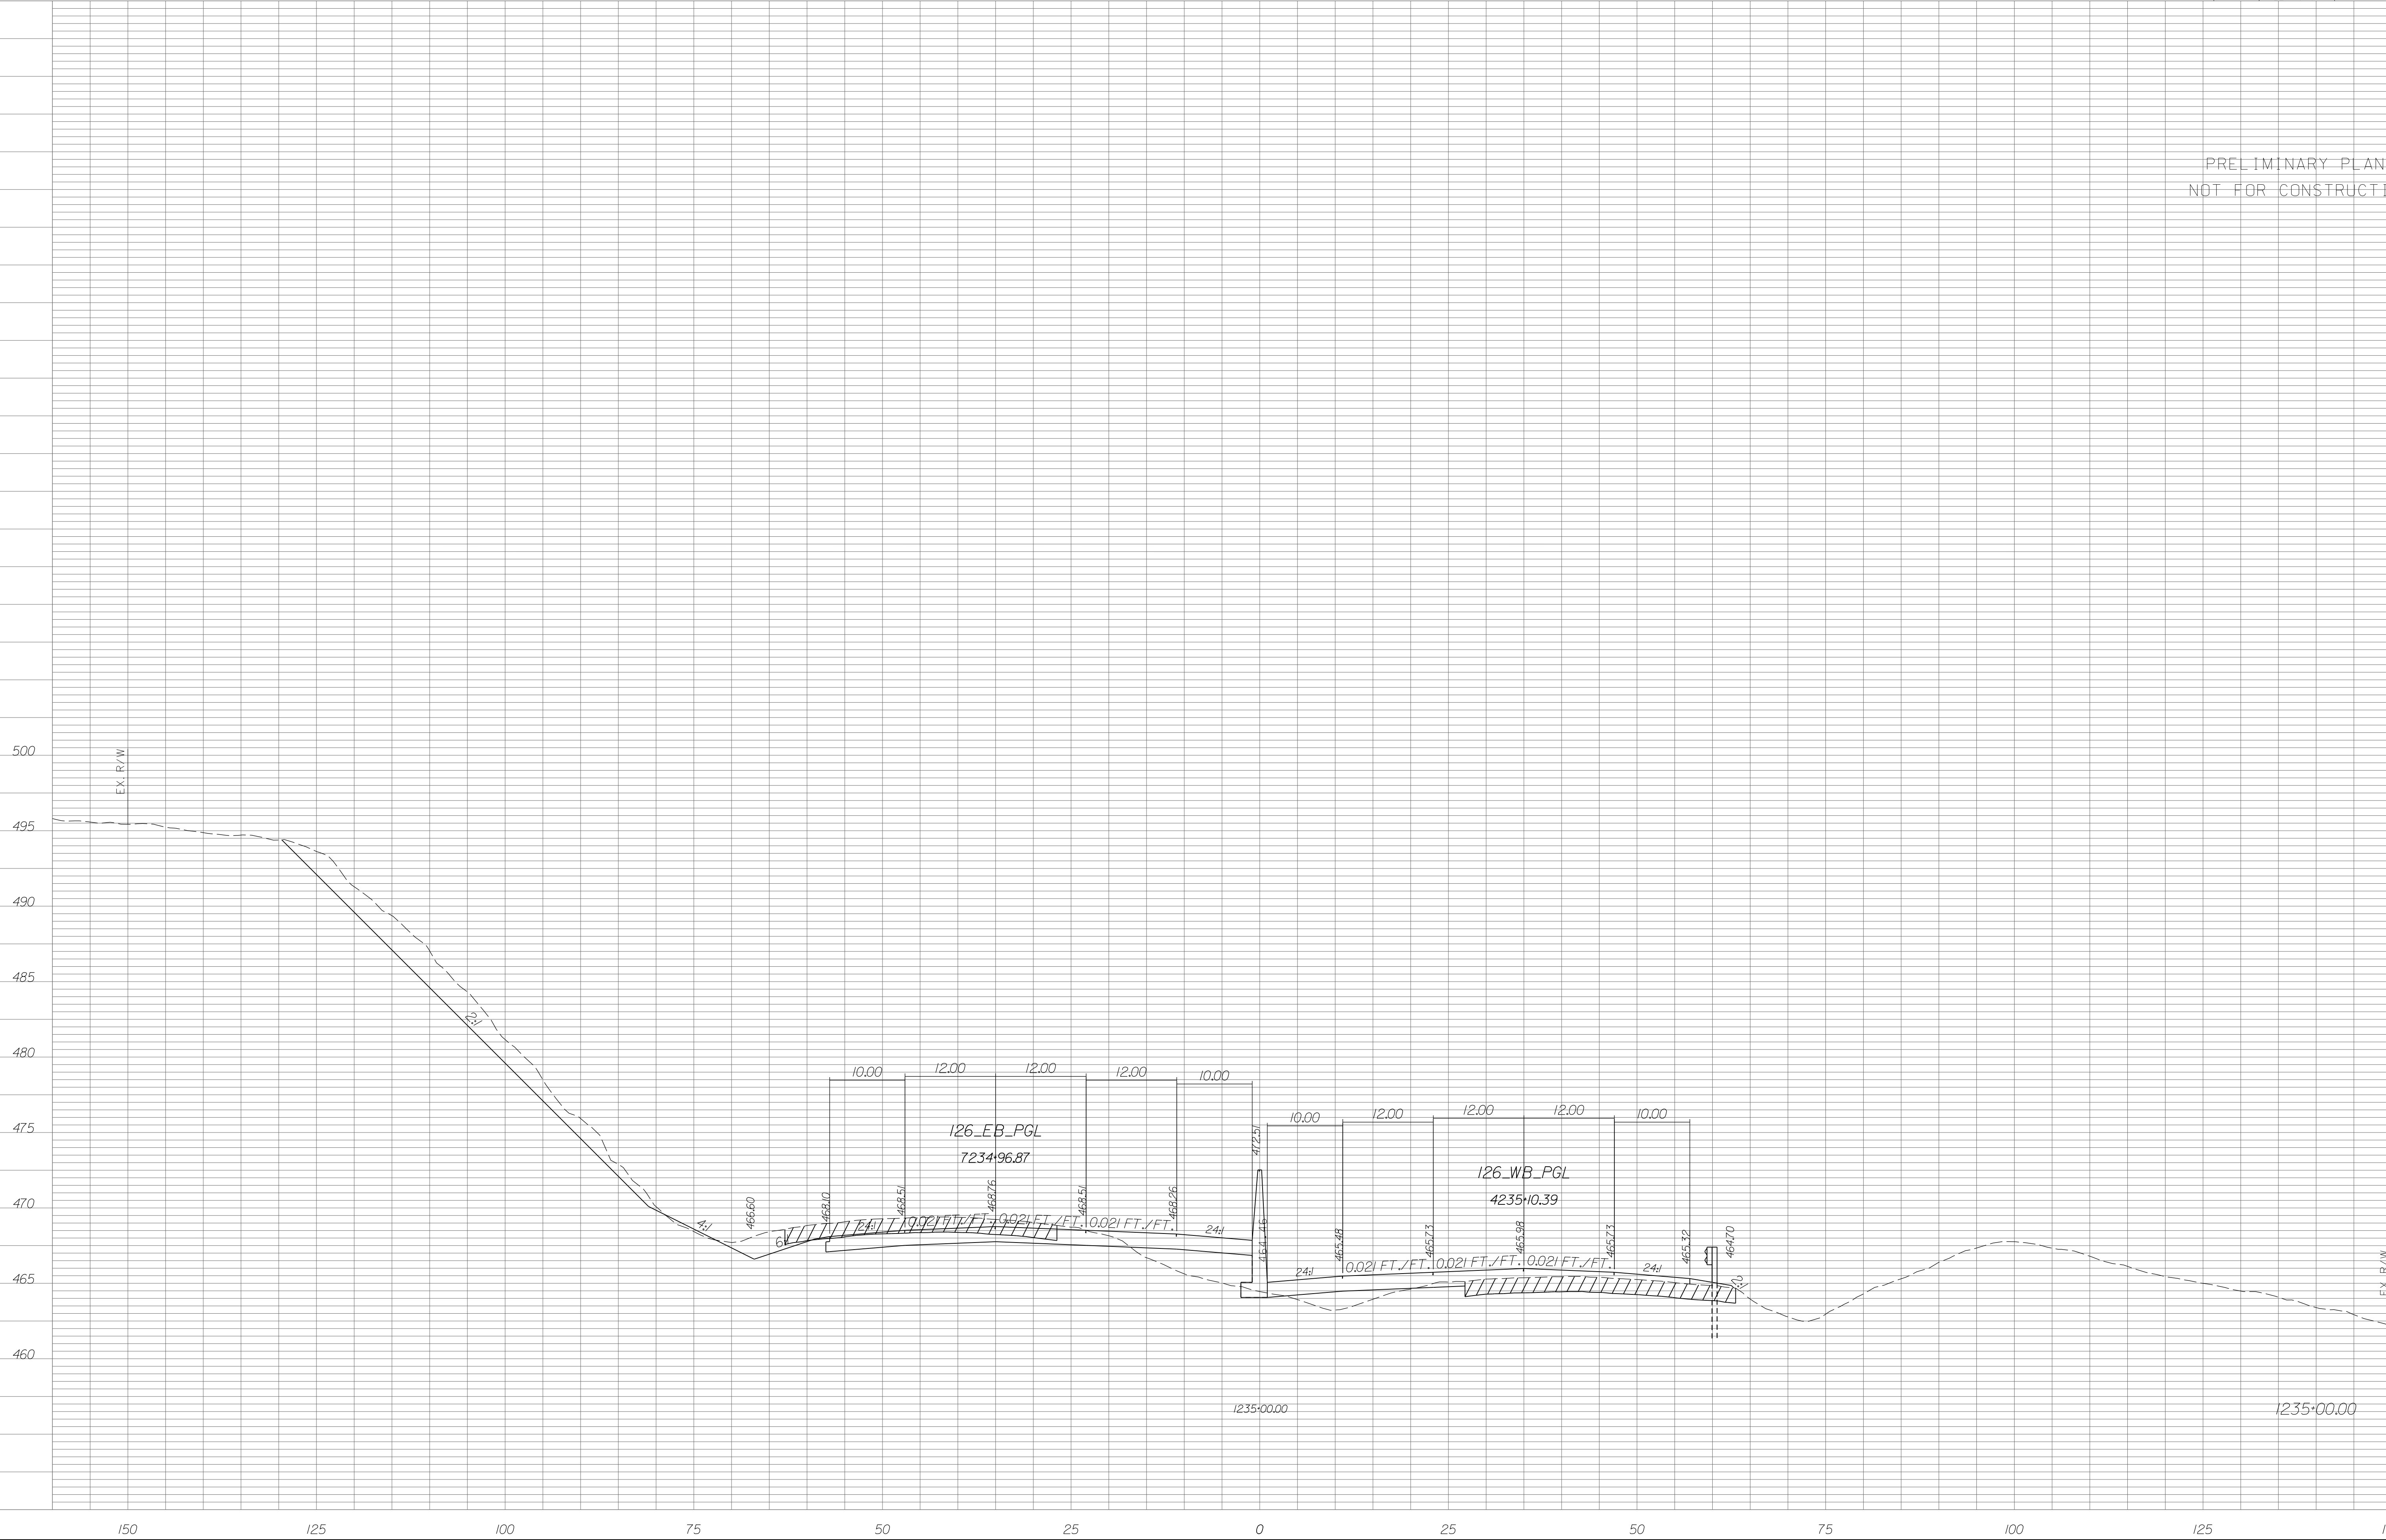 PRELIMINARY PLAN
NOT FOR CONSTRUCTI
500
EX. R/W
495
490
485
2:1
480
10.00 12.00 12.00 12.00 10.00
475
126_EB_PGL
7234+96.87
472.51
10.00 12.00 12.00 12.00 10.00
126_WB_PGL
4235+10.39
470
466.60 468.10 468.51 468.76 468.51 468.26
4:1 6: 24:1 0.021 FT./FT. 0.021 FT./FT. 0.021 FT./FT. 24:1
464.46 465.48 465.73 465.98 465.73 465.32 464.70
EX. R/W
465
24:1 0.021 FT./FT. 0.021 FT./FT. 0.021 FT./FT. 24:1
460
1235+00.00
1235+00.00
150 125 100 75 50 25 0 25 50 75 100 125